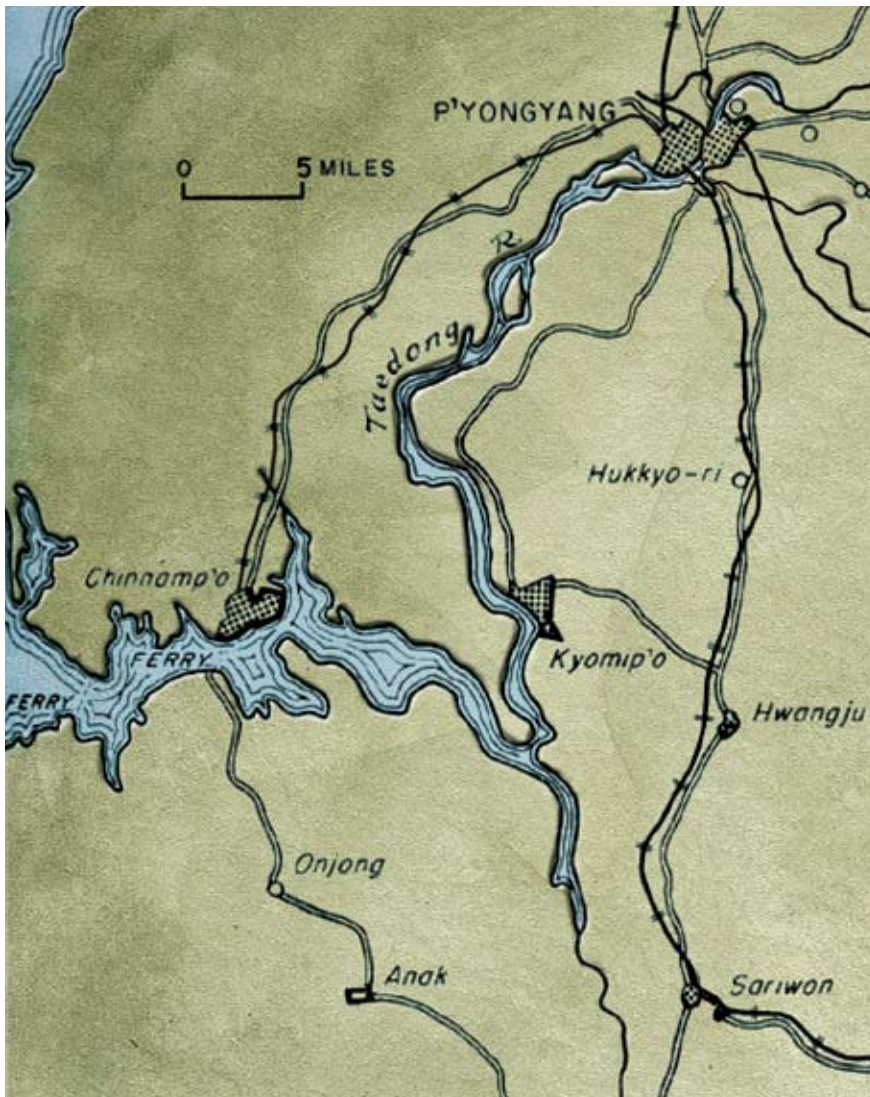 P'YONGYANG
0 5 MILES
Taedong R.
Hukkyo-ri
Chinnamp'o
FERRY
FERRY
Kyomip'o
Hwangju
Onjong
Anak
Sariwon